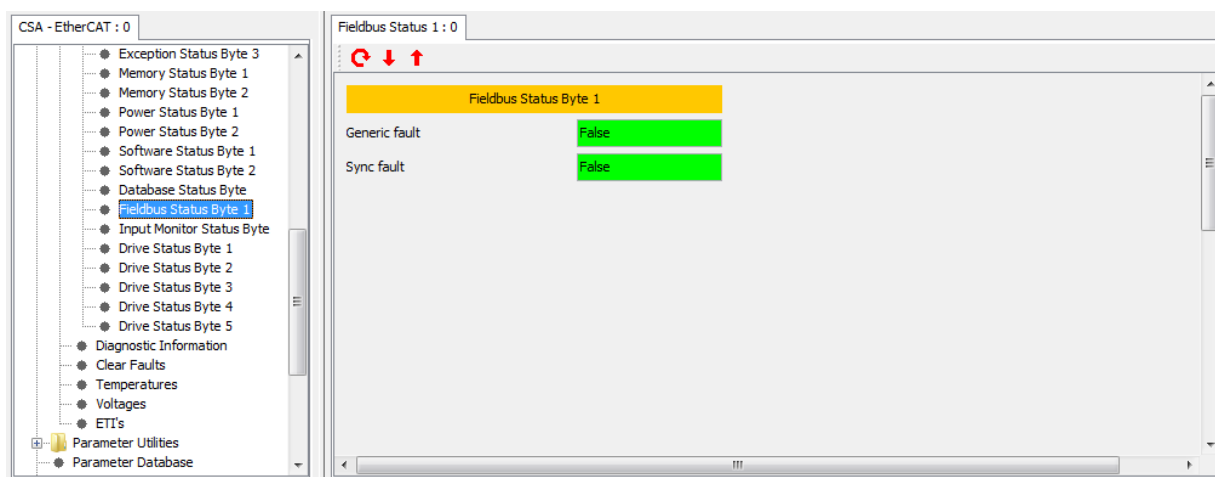 CSA - EtherCAT : 0
Exception Status Byte 3
Memory Status Byte 1
Memory Status Byte 2
Power Status Byte 1
Power Status Byte 2
Software Status Byte 1
Software Status Byte 2
Database Status Byte
Fieldbus Status Byte 1
Input Monitor Status Byte
Drive Status Byte 1
Drive Status Byte 2
Drive Status Byte 3
Drive Status Byte 4
Drive Status Byte 5
Diagnostic Information
Clear Faults
Temperatures
Voltages
ETI's
Parameter Utilities
Parameter Database
Fieldbus Status 1 : 0
Fieldbus Status Byte 1
Generic fault False
Sync fault False